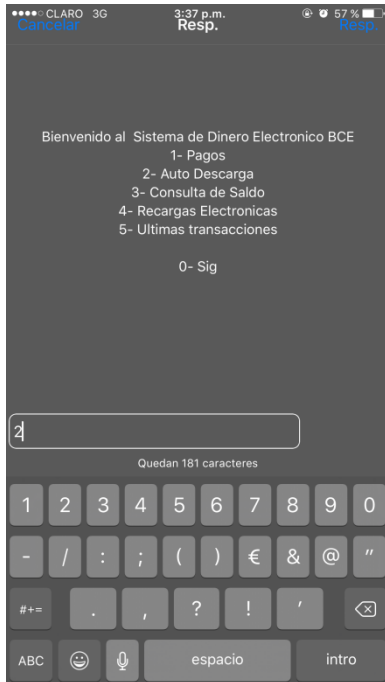 CLARO 3G 3:37 p.m. 57 %
Cancelar Resp. Resp.
Bienvenido al Sistema de Dinero Electronico BCE
1- Pagos
2- Auto Descarga
3- Consulta de Saldo
4- Recargas Electronicas
5- Ultimas transacciones
0- Sig
2
Quedan 181 caracteres
1 2 3 4 5 6 7 8 9 0
- / : ; ( ) € & @ "
#+= . , ? ! '
ABC espacio intro